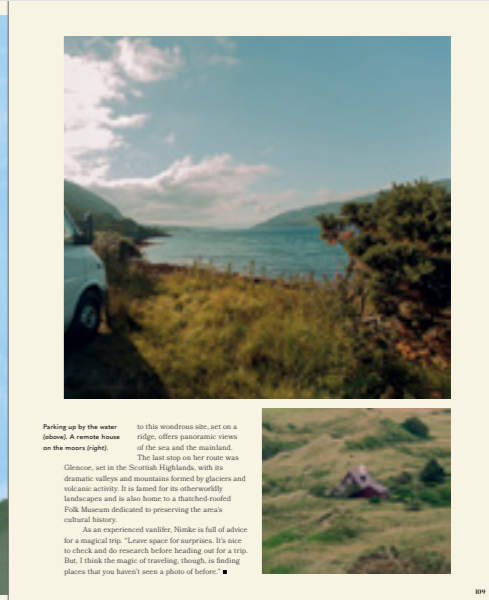 Parking up by the water
(above). A remote house
on the moors (right).
to this wondrous site, set on a
ridge, offers panoramic views
of the sea and the mainland.
The last stop on her route was
Glencoe, set in the Scottish Highlands, with its
dramatic valleys and mountains formed by glaciers and
volcanic activity. It is famed for its otherworldly
landscapes and is also home to a thatched-roofed
Folk Museum dedicated to preserving the area's
cultural history.
As an experienced vanlifer, Nimke is full of advice
for a magical trip. "Leave space for surprises. It's nice
to check and do research before heading out for a trip.
But, I think the magic of traveling, though, is finding
places that you haven't seen a photo of before." ■
109